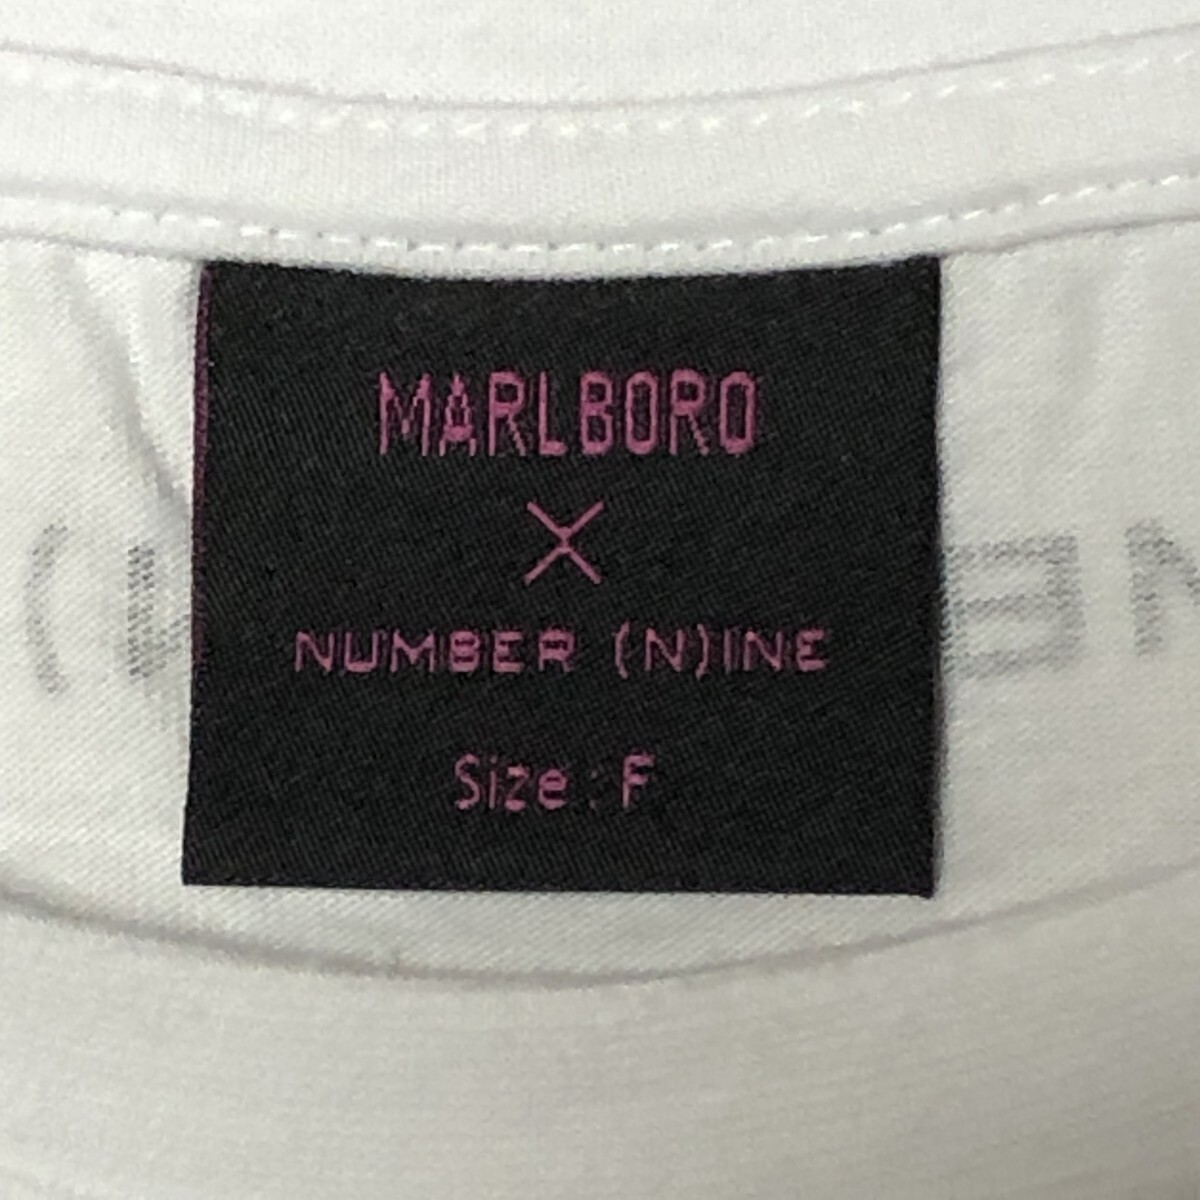 MARLBORO
×
NUMBER (N)INE
Size : F